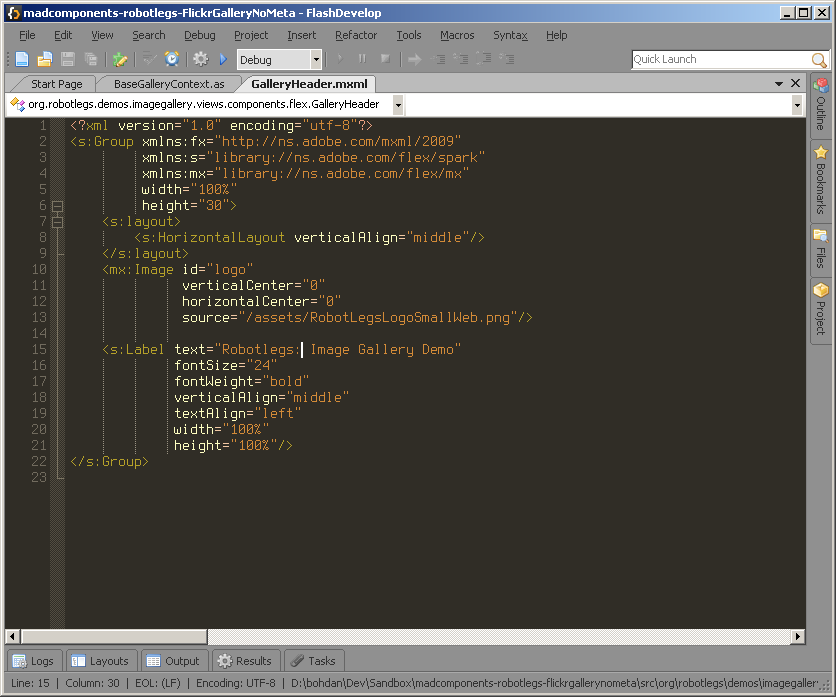 madcomponents-robotlegs-FlickrGalleryNoMeta - FlashDevelop
File Edit View Search Debug Project Insert Refactor Tools Macros Syntax Help
Debug Quick Launch
Start Page BaseGalleryContext.as GalleryHeader.mxml
org.robotlegs.demos.imagegallery.views.components.flex.GalleryHeader
1 <?xml version="1.0" encoding="utf-8"?>
2 <s:Group xmlns:fx="http://ns.adobe.com/mxml/2009"
3 xmlns:s="library://ns.adobe.com/flex/spark"
4 xmlns:mx="library://ns.adobe.com/flex/mx"
5 width="100%"
6 height="30">
7 <s:layout>
8 <s:HorizontalLayout verticalAlign="middle"/>
9 </s:layout>
10 <mx:Image id="logo"
11 verticalCenter="0"
12 horizontalCenter="0"
13 source="/assets/RobotLegsLogoSmallWeb.png"/>
14
15 <s:Label text="Robotlegs: Image Gallery Demo"
16 fontSize="24"
17 fontWeight="bold"
18 verticalAlign="middle"
19 textAlign="left"
20 width="100%"
21 height="100%"/>
22 </s:Group>
23
Outline
Bookmarks
Files
Project
Logs Layouts Output Results Tasks
Line: 15 | Column: 30 | EOL: (LF) | Encoding: UTF-8 | D:\bohdan\Dev\Sandbox\madcomponents-robotlegs-flickrgallerynometa\src\org\robotlegs\demos\imagegaller